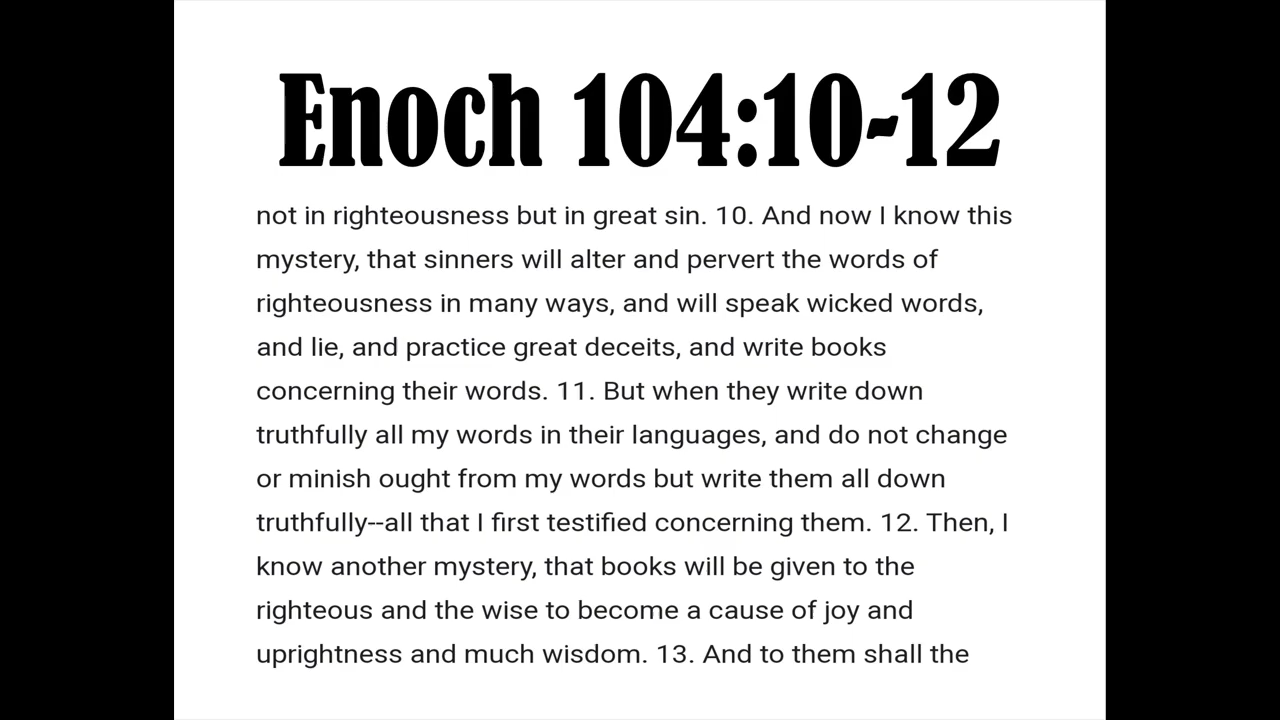 Enoch 104:10-12
not in righteousness but in great sin. 10. And now I know this
mystery, that sinners will alter and pervert the words of
righteousness in many ways, and will speak wicked words,
and lie, and practice great deceits, and write books
concerning their words. 11. But when they write down
truthfully all my words in their languages, and do not change
or minish ought from my words but write them all down
truthfully--all that I first testified concerning them. 12. Then, I
know another mystery, that books will be given to the
righteous and the wise to become a cause of joy and
uprightness and much wisdom. 13. And to them shall the